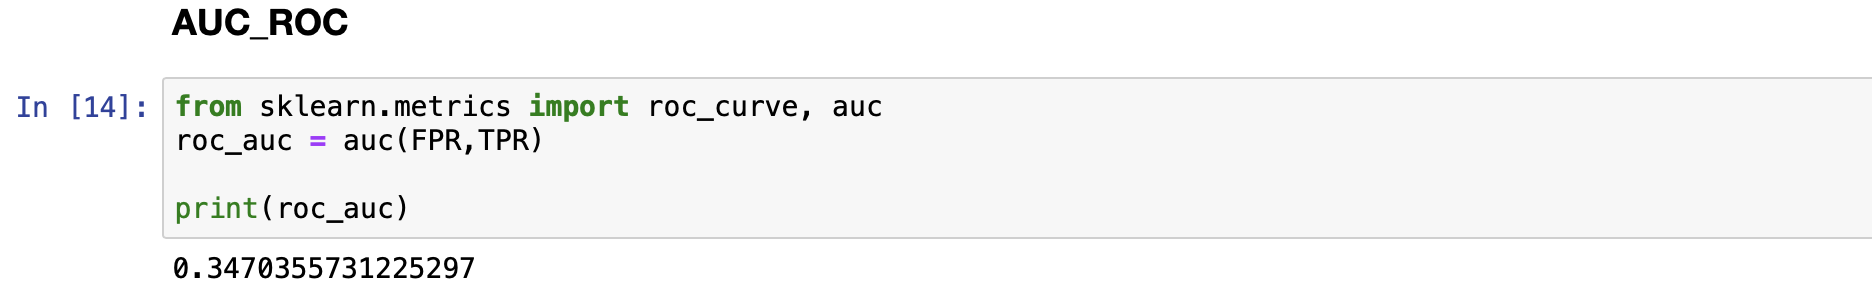 AUC_ROC
In [14]: from sklearn.metrics import roc_curve, auc
roc_auc = auc(FPR,TPR)
print(roc_auc)
0.3470355731225297